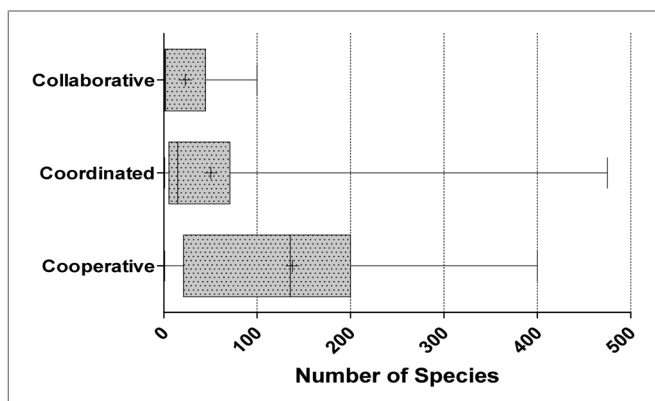 Collaborative
Coordinated
Cooperative
0 100 200 300 400 500
Number of Species